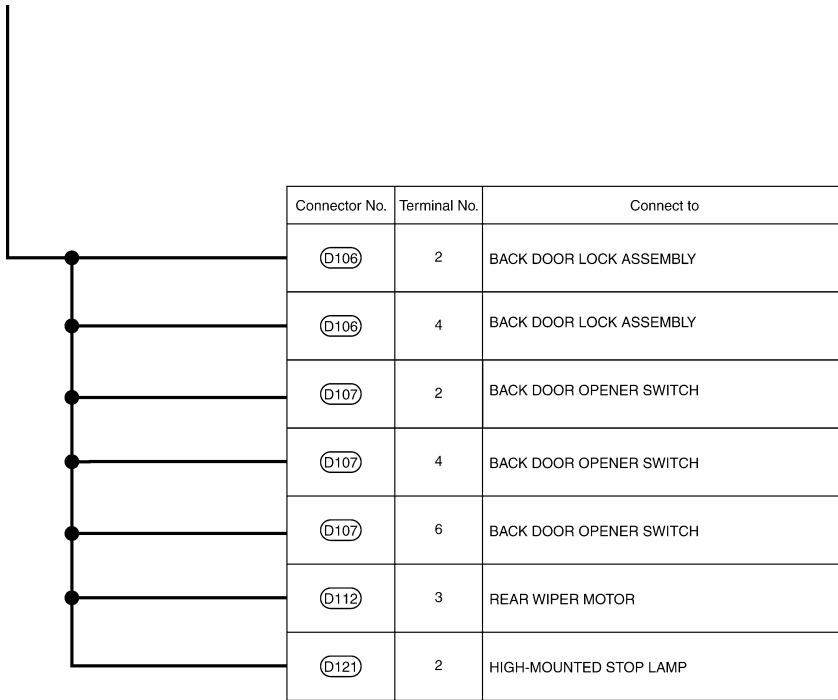 Connector No. Terminal No. Connect to
D106 2 BACK DOOR LOCK ASSEMBLY
D106 4 BACK DOOR LOCK ASSEMBLY
D107 2 BACK DOOR OPENER SWITCH
D107 4 BACK DOOR OPENER SWITCH
D107 6 BACK DOOR OPENER SWITCH
D112 3 REAR WIPER MOTOR
D121 2 HIGH-MOUNTED STOP LAMP